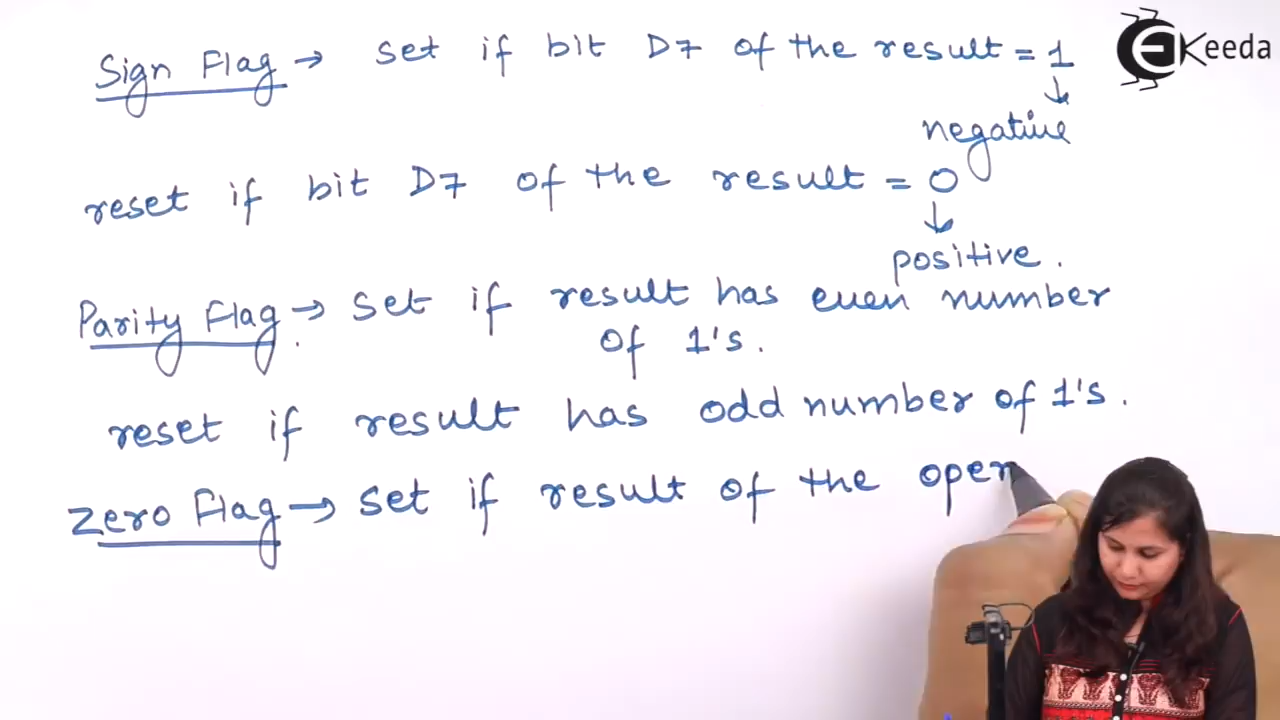 Sign Flag → set if bit D7 of the result = 1
↓
negative
reset if bit D7 of the result = 0
↓
positive.
Parity Flag → set if result has even number
of 1's.
reset if result has odd number of 1's.
Zero Flag → set if result of the oper
EKeeda